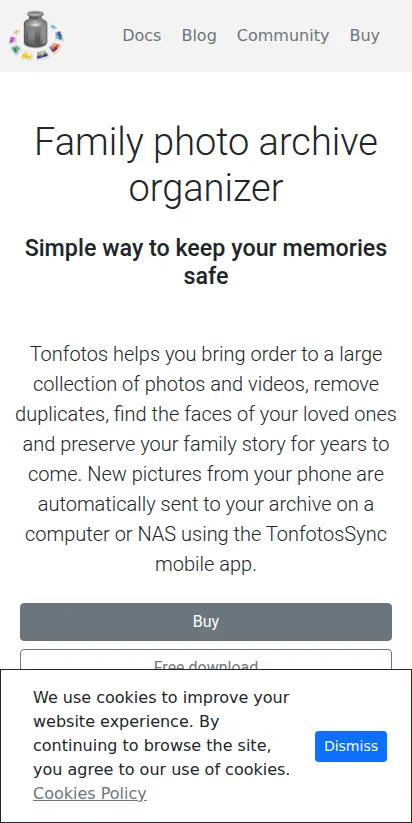 Docs Blog Community Buy
Family photo archive
organizer
Simple way to keep your memories
safe
Tonfotos helps you bring order to a large
collection of photos and videos, remove
duplicates, find the faces of your loved ones
and preserve your family story for years to
come. New pictures from your phone are
automatically sent to your archive on a
computer or NAS using the TonfotosSync
mobile app.
Buy
Free download
We use cookies to improve your
website experience. By
continuing to browse the site,
you agree to our use of cookies.
Cookies Policy
Dismiss